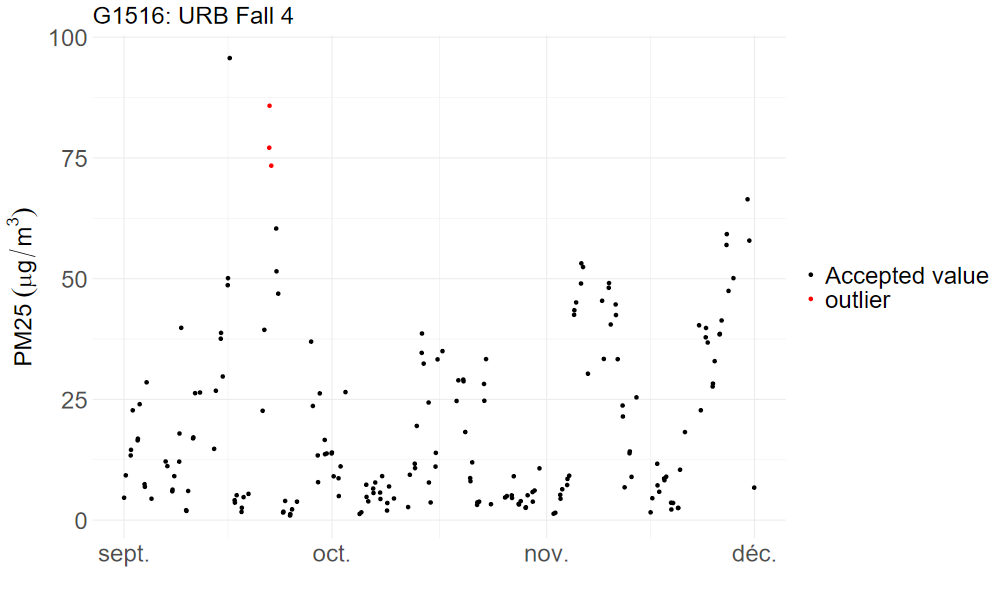 G1516: URB Fall 4
100
75
50
25
0
PM25 (μg/m³)
sept.
oct.
nov.
déc.
Accepted value
outlier